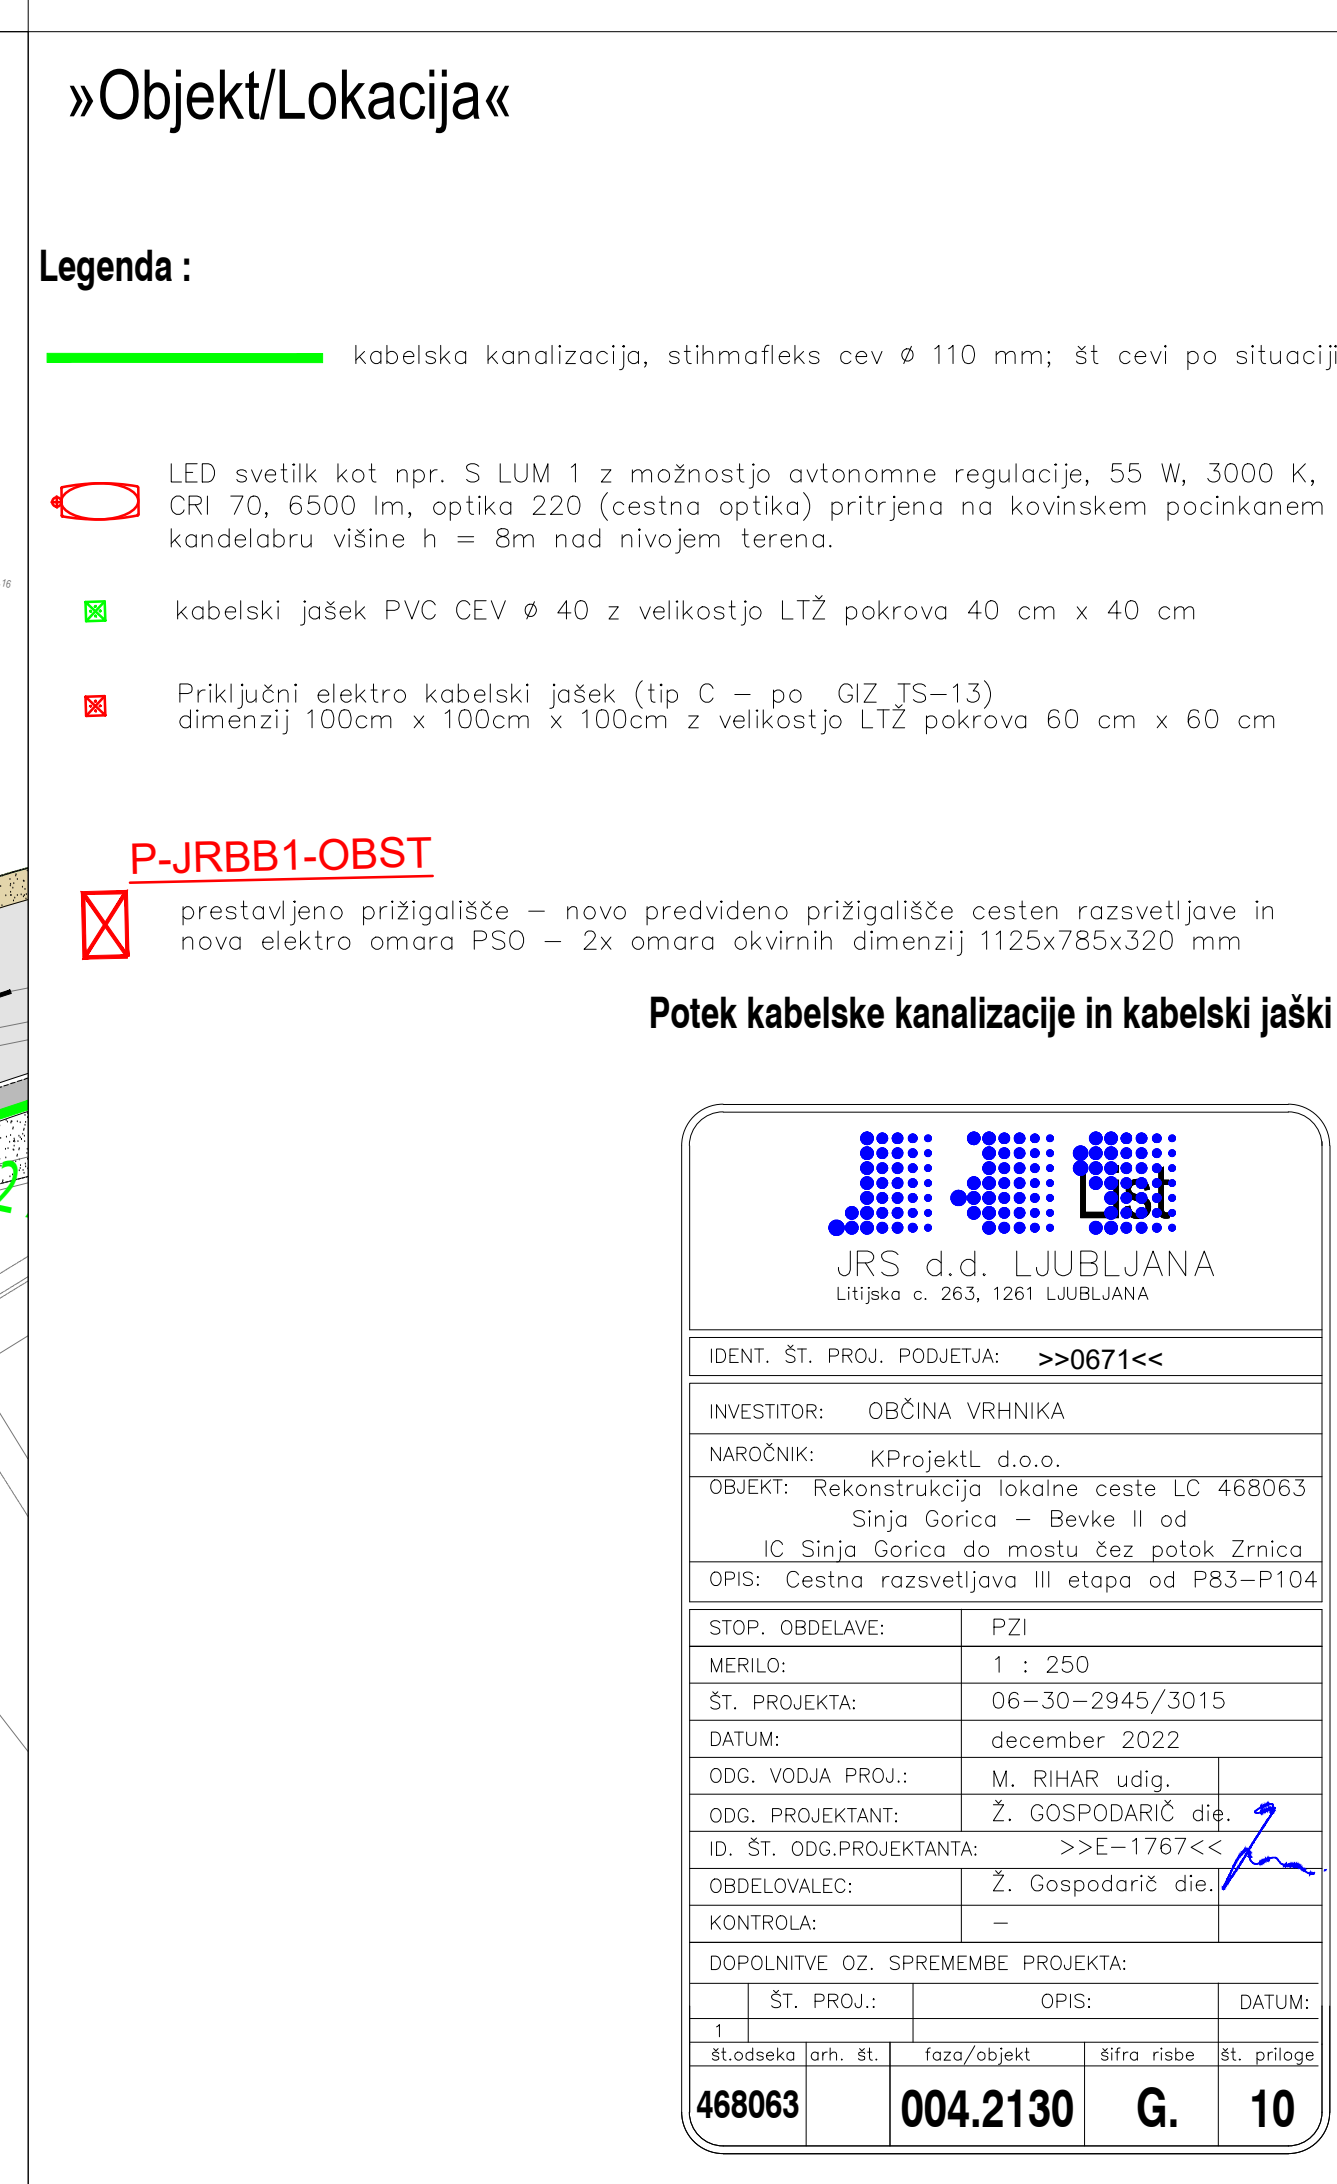 »Objekt/Lokacija«
Legenda :
kabelska kanalizacija, stihmafleks cev Ø 110 mm; št cevi po situaciji
LED svetilk kot npr. S LUM 1 z možnostjo avtonomne regulacije, 55 W, 3000 K,
CRI 70, 6500 lm, optika 220 (cestna optika) pritrjena na kovinskem pocinkanem
kandelabru višine h = 8m nad nivojem terena.
16
kabelski jašek PVC CEV Ø 40 z velikostjo LTŽ pokrova 40 cm x 40 cm
Priključni elektro kabelski jašek (tip C – po GIZ TS–13)
dimenzij 100cm x 100cm x 100cm z velikostjo LTŽ pokrova 60 cm x 60 cm
P-JRBB1-OBST
prestavljeno prižigališče – novo predvideno prižigališče cesten razsvetljave in
nova elektro omara PSO – 2x omara okvirnih dimenzij 1125x785x320 mm
Potek kabelske kanalizacije in kabelski jaški
List
JRS d.d. LJUBLJANA
Litijska c. 263, 1261 LJUBLJANA
IDENT. ŠT. PROJ. PODJETJA: >>0671<<
INVESTITOR: OBČINA VRHNIKA
NAROČNIK: KProjektL d.o.o.
OBJEKT: Rekonstrukcija lokalne ceste LC 468063
Sinja Gorica – Bevke II od
IC Sinja Gorica do mostu čez potok Zrnica
OPIS: Cestna razsvetljava III etapa od P83–P104
STOP. OBDELAVE: PZI
MERILO: 1 : 250
ŠT. PROJEKTA: 06–30–2945/3015
DATUM: december 2022
ODG. VODJA PROJ.: M. RIHAR udig.
ODG. PROJEKTANT: Ž. GOSPODARIČ die.
ID. ŠT. ODG.PROJEKTANTA: >>E–1767<<
OBDELOVALEC: Ž. Gospodarič die.
KONTROLA: –
DOPOLNITVE OZ. SPREMEMBE PROJEKTA:
ŠT. PROJ.: OPIS: DATUM:
1
št.odseka arh. št. faza/objekt šifra risbe št. priloge
468063 004.2130 G. 10